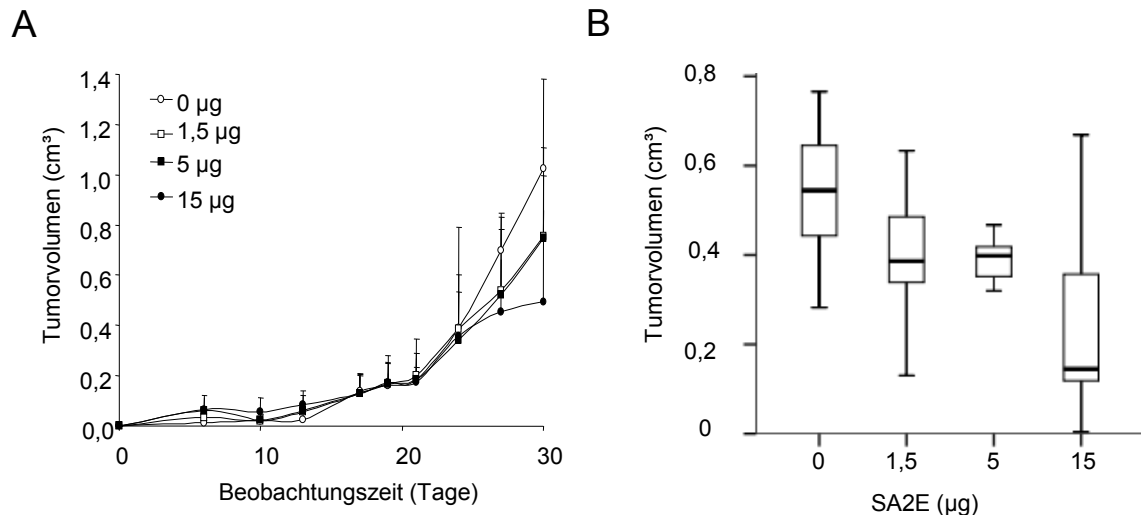 A
Tumorvolumen (cm³)
1,4
1,2
1,0
0,8
0,6
0,4
0,2
0,0
0 µg
1,5 µg
5 µg
15 µg
0 10 20 30
Beobachtungszeit (Tage)
B
Tumorvolumen (cm³)
0,8
0,6
0,4
0,2
0
0 1,5 5 15
SA2E (µg)